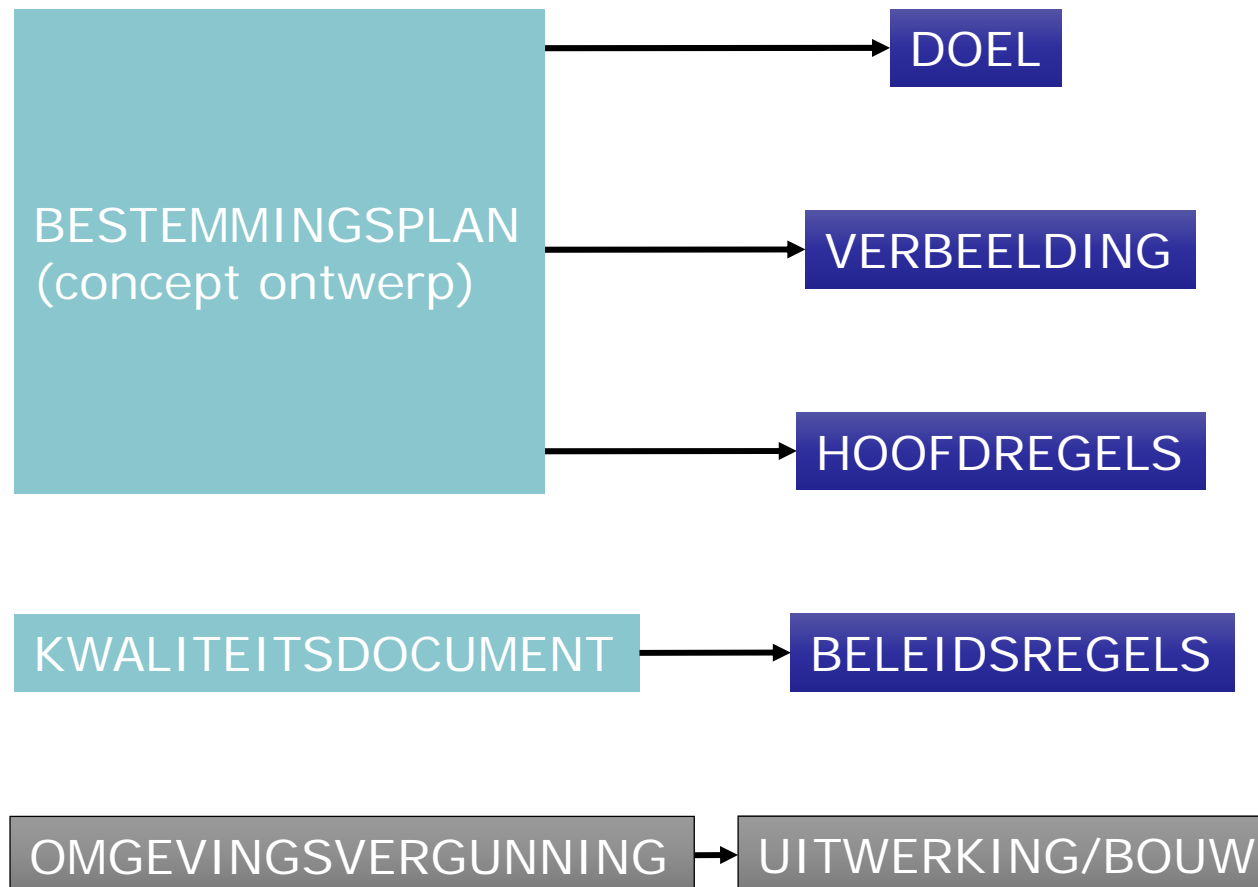 DOEL
BESTEMMINGSPLAN
(concept ontwerp)
VERBEELDING
HOOFDREGELS
KWALITEITSDOCUMENT
BELEIDSREGELS
OMGEVINGSVERGUNNING
UITWERKING/BOUW